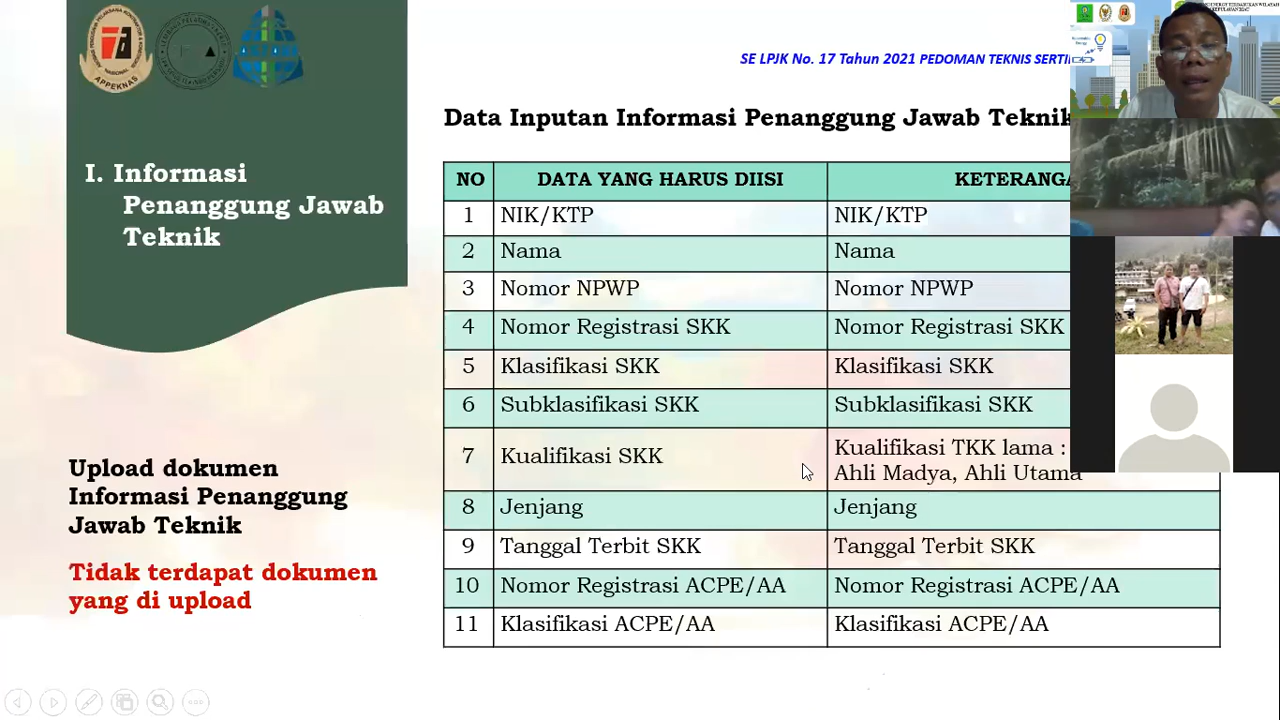 APPEKNAS
SE LPJK No. 17 Tahun 2021 PEDOMAN TEKNIS SERTI
Data Inputan Informasi Penanggung Jawab Teknik
I. Informasi
Penanggung Jawab
Teknik
NO DATA YANG HARUS DIISI KETERANGA
1 NIK/KTP NIK/KTP
2 Nama Nama
3 Nomor NPWP Nomor NPWP
4 Nomor Registrasi SKK Nomor Registrasi SKK
5 Klasifikasi SKK Klasifikasi SKK
6 Subklasifikasi SKK Subklasifikasi SKK
7 Kualifikasi SKK Kualifikasi TKK lama :
Ahli Madya, Ahli Utama
8 Jenjang Jenjang
9 Tanggal Terbit SKK Tanggal Terbit SKK
10 Nomor Registrasi ACPE/AA Nomor Registrasi ACPE/AA
11 Klasifikasi ACPE/AA Klasifikasi ACPE/AA
Upload dokumen
Informasi Penanggung
Jawab Teknik
Tidak terdapat dokumen
yang di upload